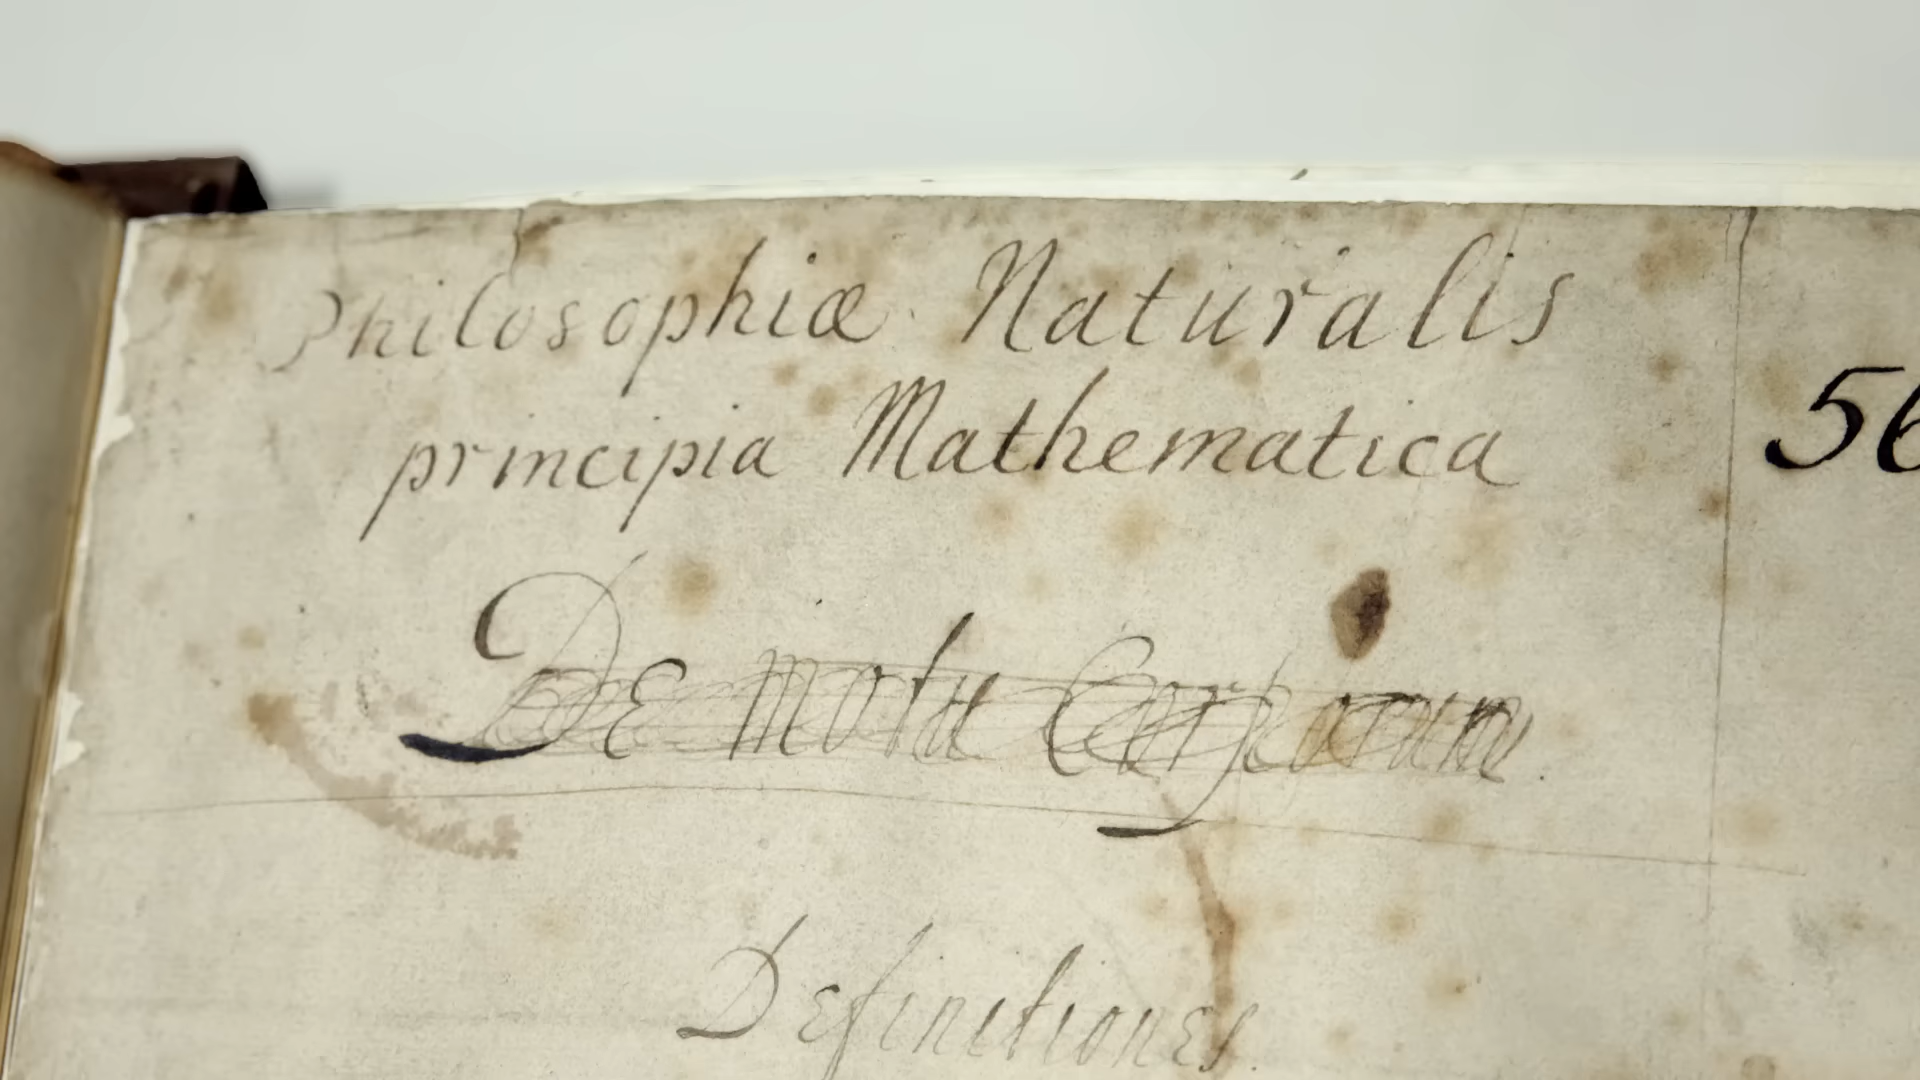 Philosophiæ Naturalis
principia Mathematica
56
De motu Corporum.
Definitiones.